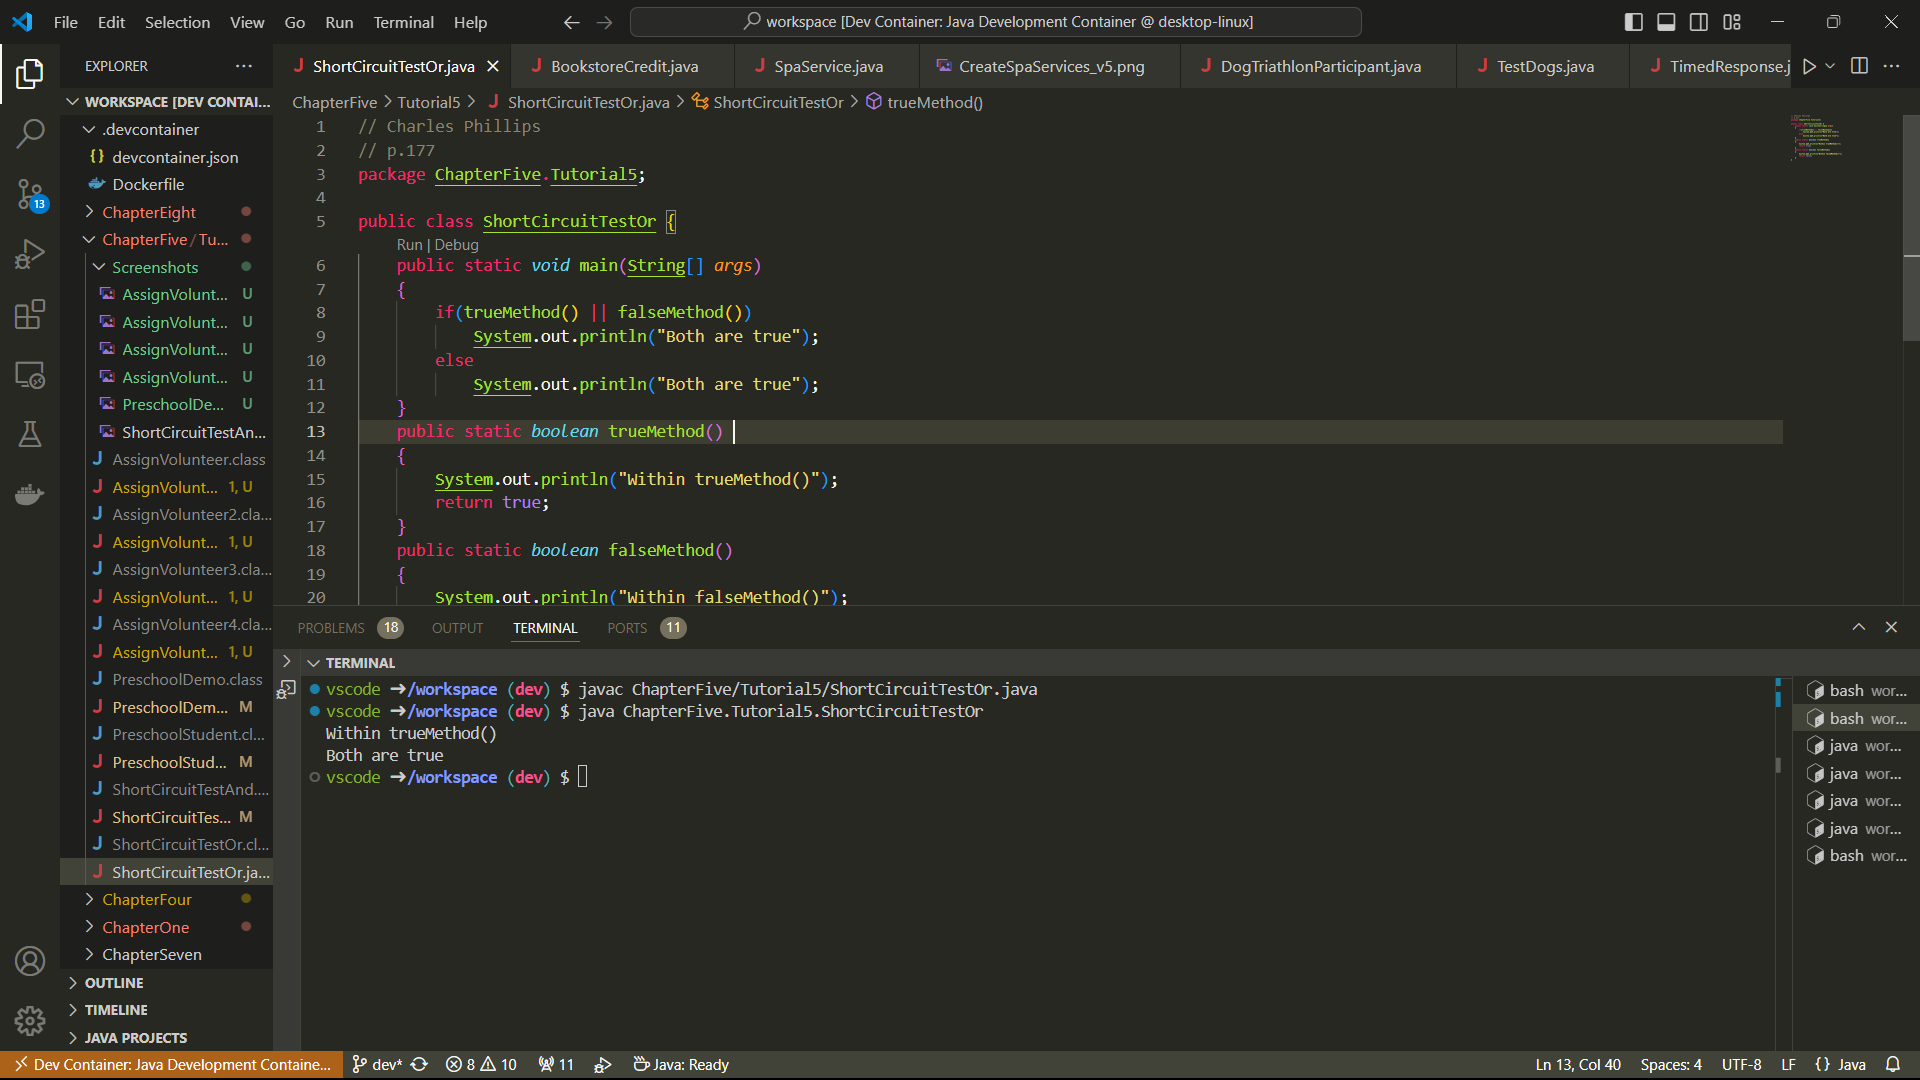 File Edit Selection View Go Run Terminal Help
workspace [Dev Container: Java Development Container @ desktop-linux]
EXPLORER
WORKSPACE [DEV CONTAI...
.devcontainer
{} devcontainer.json
Dockerfile
ChapterEight
ChapterFive / Tu...
Screenshots
AssignVolunt... U
AssignVolunt... U
AssignVolunt... U
AssignVolunt... U
PreschoolDe... U
ShortCircuitTestAn...
J AssignVolunteer.class
J AssignVolunt... 1, U
J AssignVolunteer2.cla...
J AssignVolunt... 1, U
J AssignVolunteer3.cla...
J AssignVolunt... 1, U
J AssignVolunteer4.cla...
J AssignVolunt... 1, U
J PreschoolDemo.class
J PreschoolDem... M
J PreschoolStudent.cl...
J PreschoolStud... M
J ShortCircuitTestAnd....
J ShortCircuitTes... M
J ShortCircuitTestOr.cl...
J ShortCircuitTestOr.ja...
ChapterFour
ChapterOne
ChapterSeven
OUTLINE
TIMELINE
JAVA PROJECTS
13
J ShortCircuitTestOr.java
J BookstoreCredit.java
J SpaService.java
CreateSpaServices_v5.png
J DogTriathlonParticipant.java
J TestDogs.java
J TimedResponse.j
ChapterFive > Tutorial5 > J ShortCircuitTestOr.java > ShortCircuitTestOr > trueMethod()
1 // Charles Phillips
2 // p.177
3 package ChapterFive.Tutorial5;
4
5 public class ShortCircuitTestOr {
Run | Debug
6 public static void main(String[] args)
7 {
8 if(trueMethod() || falseMethod())
9 System.out.println("Both are true");
10 else
11 System.out.println("Both are true");
12 }
13 public static boolean trueMethod()
14 {
15 System.out.println("Within trueMethod()");
16 return true;
17 }
18 public static boolean falseMethod()
19 {
20 System.out.println("Within falseMethod()");
PROBLEMS 18 OUTPUT TERMINAL PORTS 11
TERMINAL
vscode ➜/workspace (dev) $ javac ChapterFive/Tutorial5/ShortCircuitTestOr.java
vscode ➜/workspace (dev) $ java ChapterFive.Tutorial5.ShortCircuitTestOr
Within trueMethod()
Both are true
vscode ➜/workspace (dev) $
bash wor...
bash wor...
java wor...
java wor...
java wor...
java wor...
bash wor...
Dev Container: Java Development Containe... dev* 8 10 11 Java: Ready
Ln 13, Col 40 Spaces: 4 UTF-8 LF {} Java